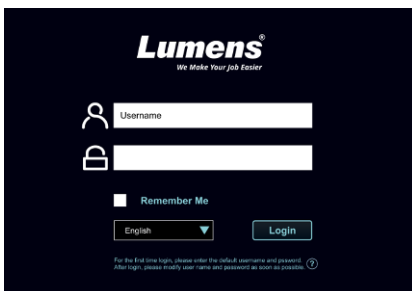 Lumens®
We Make Your Job Easier
Username
Remember Me
English
Login
For the first time login, please enter the default username and pssword.
After login, please modify user name and password as soon as possible. ?